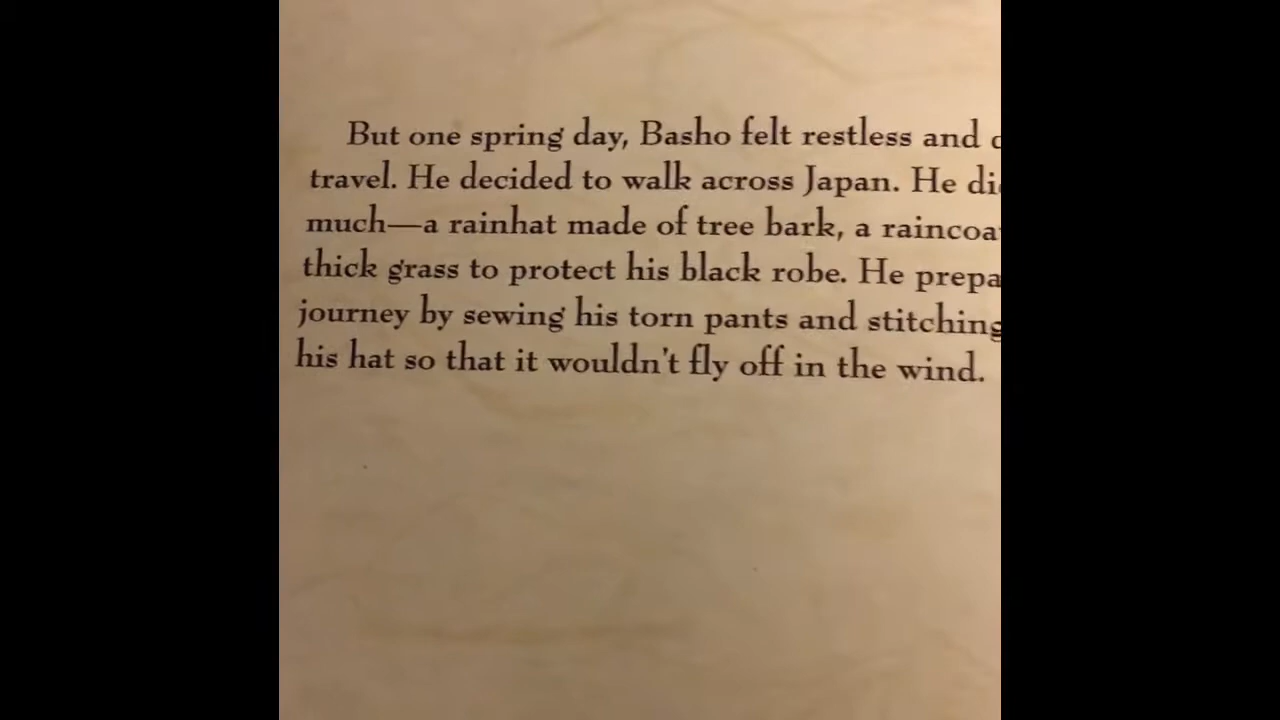 But one spring day, Basho felt restless and
travel. He decided to walk across Japan. He
much—a rainhat made of tree bark, a
thick grass to protect his black robe. He
journey by sewing his torn pants and stitching
his hat so that it wouldn't fly off in the wind.